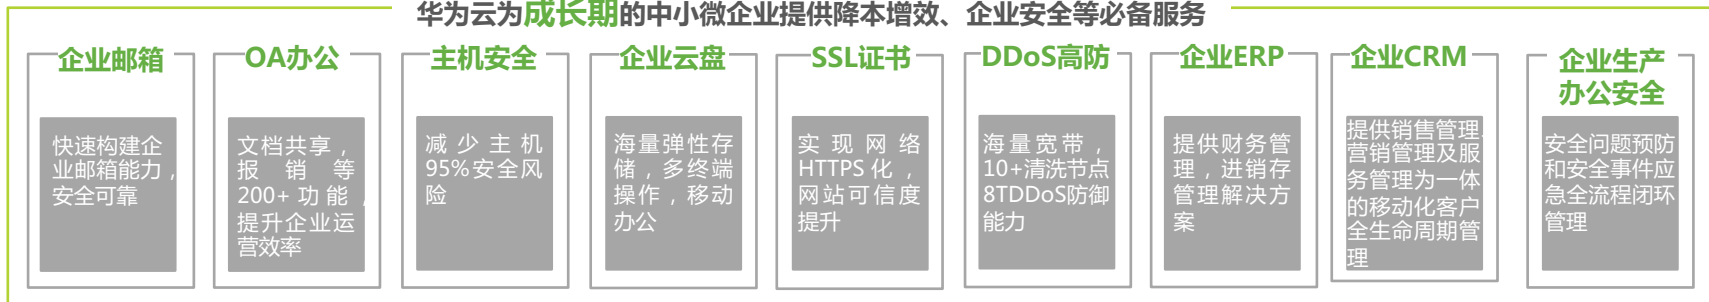 华为云为成长期的中小微企业提供降本增效、企业安全等必备服务
企业邮箱
快速构建企
业邮箱能力，
安全可靠
OA办公
文档共享，
报销等
200+功能，
提升企业运
营效率
主机安全
减少主机
95%安全风
险
企业云盘
海量弹性存
储，多终端
操作，移动
办公
SSL证书
实现网络
HTTPS化，
网站可信度
提升
DDoS高防
海量宽带，
10+清洗节点
8TDDoS防御
能力
企业ERP
提供财务管
理，进销存
管理解决方
案
企业CRM
提供销售管理、
营销管理及服
务管理为一体
的移动化客户
全生命周期管
理
企业生产
办公安全
安全问题预防
和安全事件应
急全流程闭环
管理